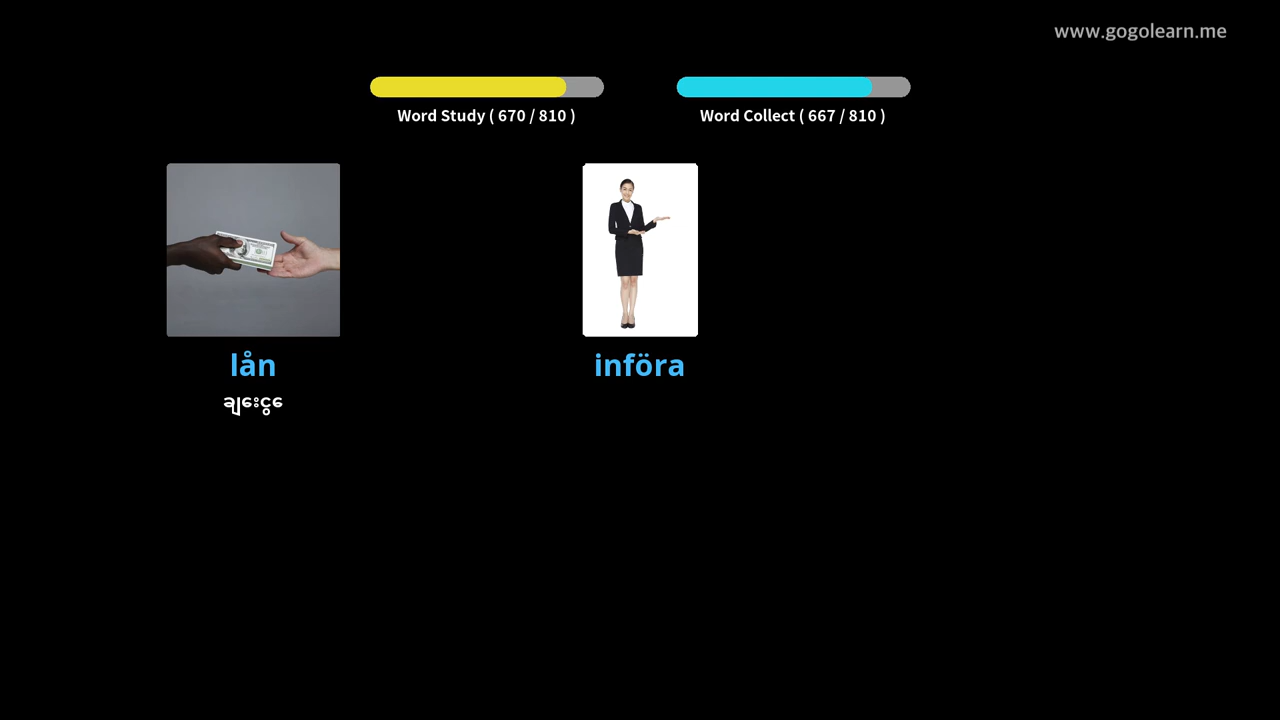 www.gogolearn.me
Word Study ( 670 / 810 )
Word Collect ( 667 / 810 )
lån
införa
ချေးငွေ